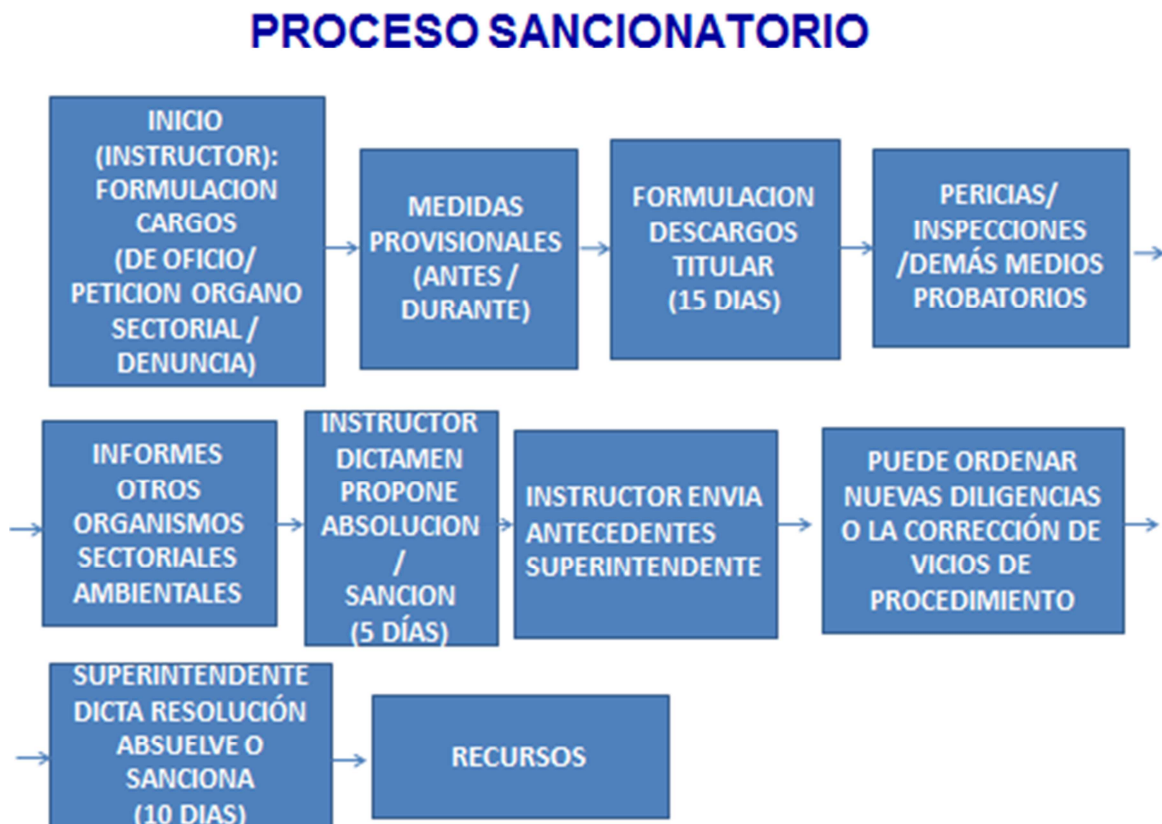 PROCESO SANCIONATORIO
INICIO
(INSTRUCTOR):
FORMULACION
CARGOS
(DE OFICIO/
PETICION ORGANO
SECTORIAL /
DENUNCIA)
MEDIDAS
PROVISIONALES
(ANTES /
DURANTE)
FORMULACION
DESCARGOS
TITULAR
(15 DIAS)
PERICIAS/
INSPECCIONES
/DEMÁS MEDIOS
PROBATORIOS
INFORMES
OTROS
ORGANISMOS
SECTORIALES
AMBIENTALES
INSTRUCTOR
DICTAMEN
PROPONE
ABSOLUCION
/
SANCION
(5 DÍAS)
INSTRUCTOR ENVIA
ANTECEDENTES
SUPERINTENDENTE
PUEDE ORDENAR
NUEVAS DILIGENCIAS
O LA CORRECCIÓN DE
VICIOS DE
PROCEDIMIENTO
SUPERINTENDENTE
DICTA RESOLUCIÓN
ABSUELVE O
SANCIONA
(10 DIAS)
RECURSOS